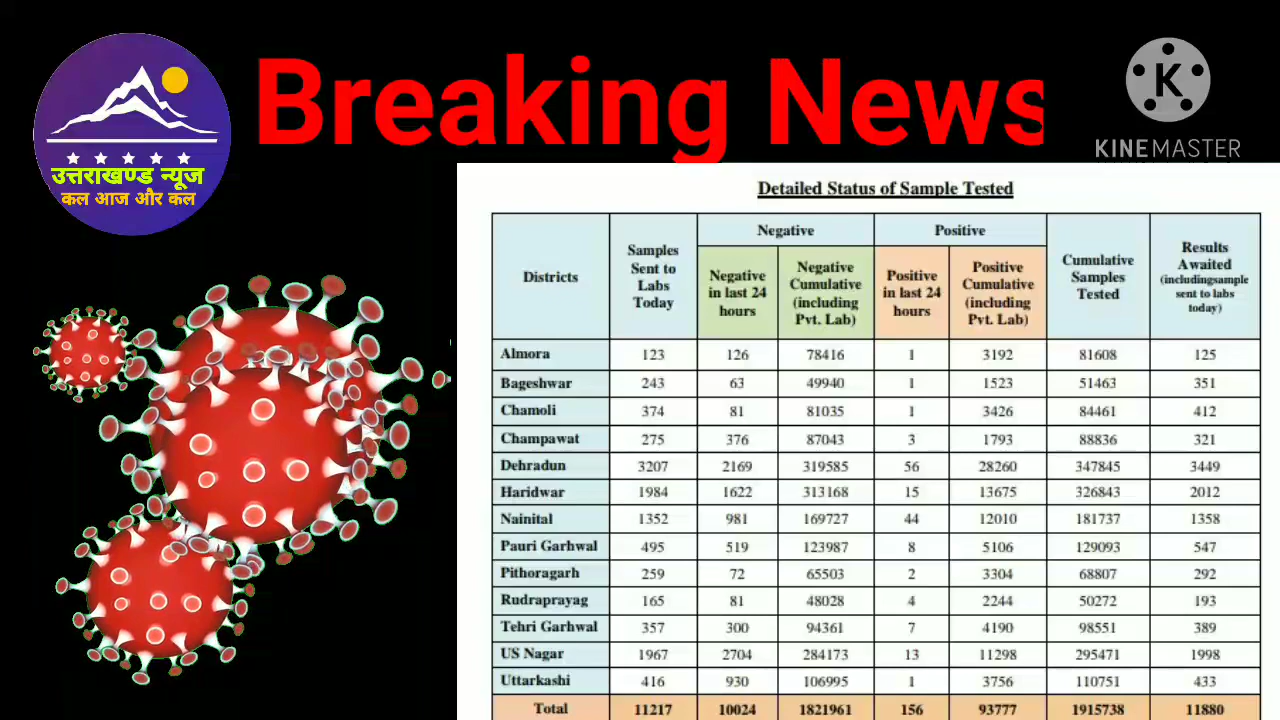 Breaking News
K
KINEMASTER
उत्तराखण्ड न्यूज
कल आज और कल
Detailed Status of Sample Tested
Districts Samples Sent to Labs Today Negative Positive Cumulative Samples Tested Results Awaited (includingsample sent to labs today)
Negative in last 24 hours Negative Cumulative (including Pvt. Lab) Positive in last 24 hours Positive Cumulative (including Pvt. Lab)
Almora 123 126 78416 1 3192 81608 125
Bageshwar 243 63 49940 1 1523 51463 351
Chamoli 374 81 81035 1 3426 84461 412
Champawat 275 376 87043 3 1793 88836 321
Dehradun 3207 2169 319585 56 28260 347845 3449
Haridwar 1984 1622 313168 15 13675 326843 2012
Nainital 1352 981 169727 44 12010 181737 1358
Pauri Garhwal 495 519 123987 8 5106 129093 547
Pithoragarh 259 72 65503 2 3304 68807 292
Rudraprayag 165 81 48028 4 2244 50272 193
Tehri Garhwal 357 300 94361 7 4190 98551 389
US Nagar 1967 2704 284173 13 11298 295471 1998
Uttarkashi 416 930 106995 1 3756 110751 433
Total 11217 10024 1821961 156 93777 1915738 11880